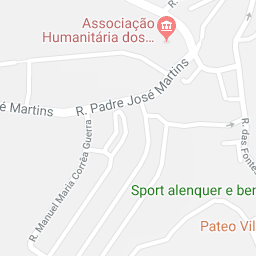 Associação
Humanitária dos...
R. Padre José Martins
é Martins
R. Manuel Maria Corrêa Guerra
R. das Fontes
Sport alenquer e ben
Pateo Vil